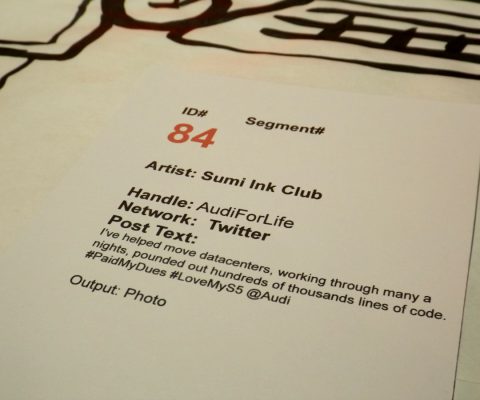 ID# Segment#
84
Artist: Sumi Ink Club
Handle: AudiForLife
Network: Twitter
Post Text:
I've helped move datacenters, working through many a
nights, pounded out hundreds of thousands lines of code.
#PaidMyDues #LoveMyS5 @Audi
Output: Photo